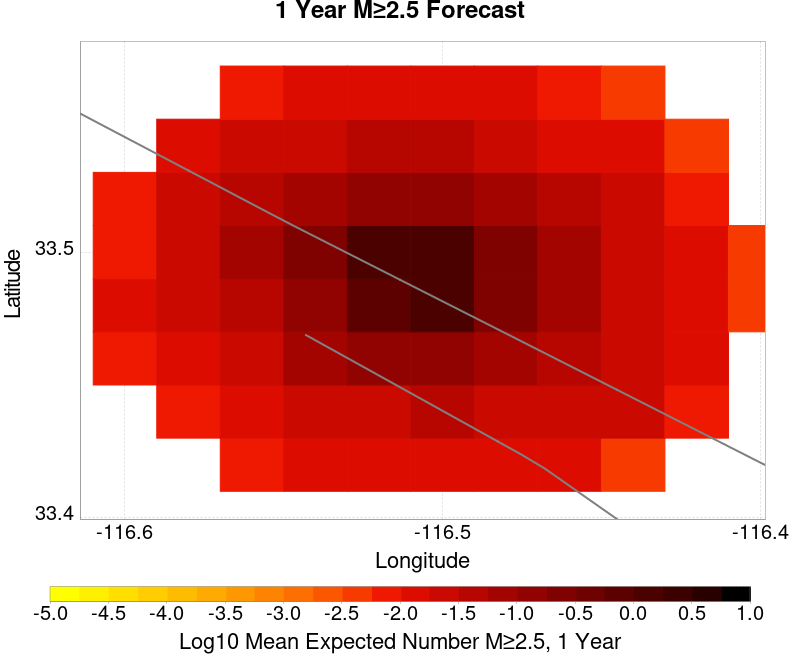 1 Year M≥2.5 Forecast
Latitude
33.5
33.4
-116.6 -116.5 -116.4
Longitude
-5.0 -4.5 -4.0 -3.5 -3.0 -2.5 -2.0 -1.5 -1.0 -0.5 0.0 0.5 1.0
Log10 Mean Expected Number M≥2.5, 1 Year